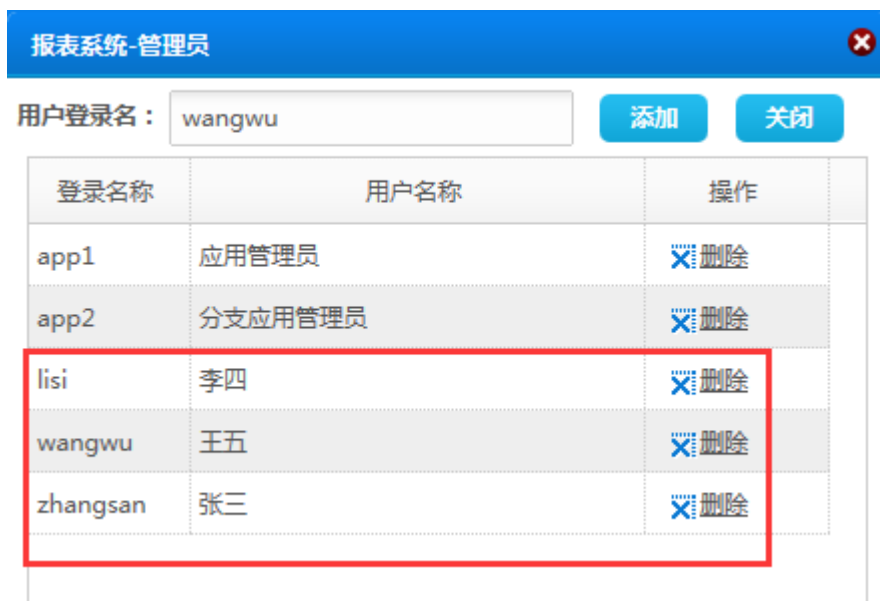 报表系统-管理员
用户登录名： wangwu 添加 关闭
登录名称 用户名称 操作
app1 应用管理员 删除
app2 分支应用管理员 删除
lisi 李四 删除
wangwu 王五 删除
zhangsan 张三 删除